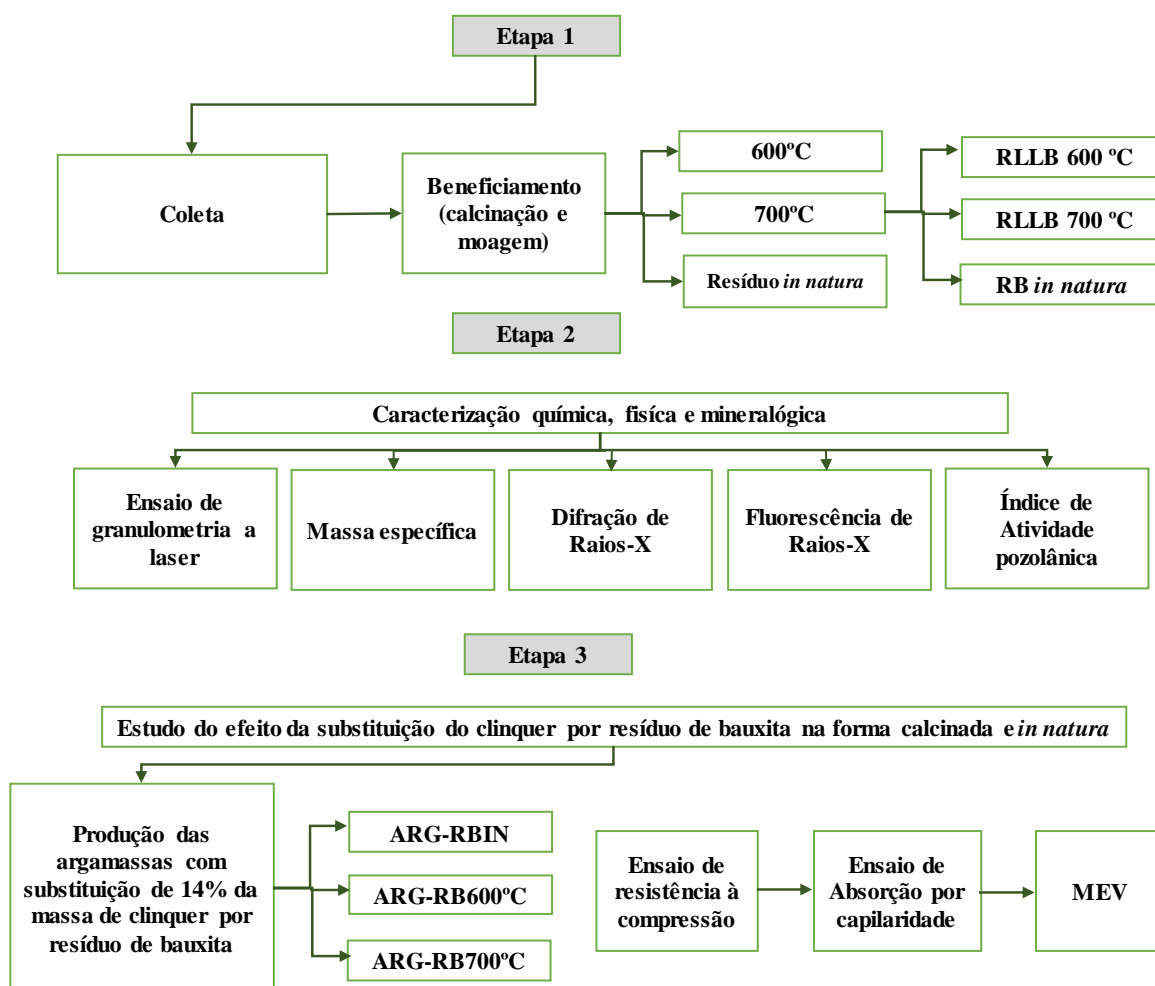 Etapa 1
Coleta
Beneficiamento
(calcinação e
moagem)
600ºC
700ºC
Resíduo in natura
RLLB 600 ºC
RLLB 700 ºC
RB in natura
Etapa 2
Caracterização química, fisíca e mineralógica
Ensaio de
granulometria a
laser
Massa específica
Difração de
Raios-X
Fluorescência de
Raios-X
Índice de
Atividade
pozolânica
Etapa 3
Estudo do efeito da substituição do clinquer por resíduo de bauxita na forma calcinada e in natura
Produção das
argamassas com
substituição de 14% da
massa de clinquer por
resíduo de bauxita
ARG-RBIN
ARG-RB600ºC
ARG-RB700ºC
Ensaio de
resistência à
compressão
Ensaio de
Absorção por
capilaridade
MEV